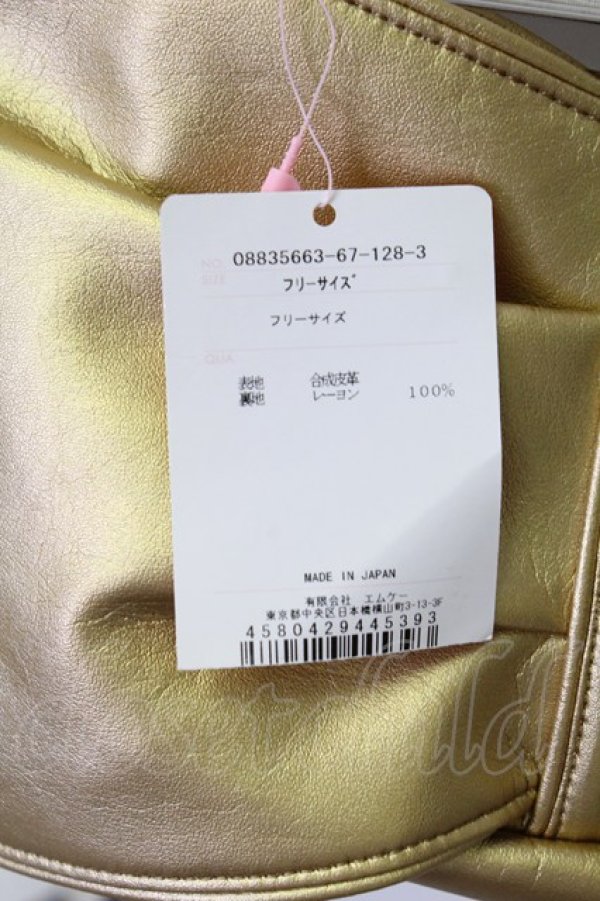 NO. 08835663-67-128-3
SIZE フリーサイズ
フリーサイズ
QUA
表地 合成皮革
裏地 レーヨン 100%
MADE IN JAPAN
有限会社 エムケー
東京都中央区日本橋横山町3-13-3F
4580429445393
closet child